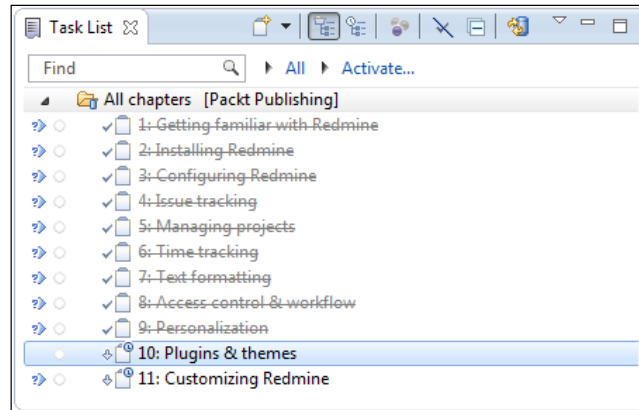 Task List
Find All Activate...
All chapters [Packt Publishing]
1: Getting familiar with Redmine
2: Installing Redmine
3: Configuring Redmine
4: Issue tracking
5: Managing projects
6: Time tracking
7: Text formatting
8: Access control & workflow
9: Personalization
10: Plugins & themes
11: Customizing Redmine